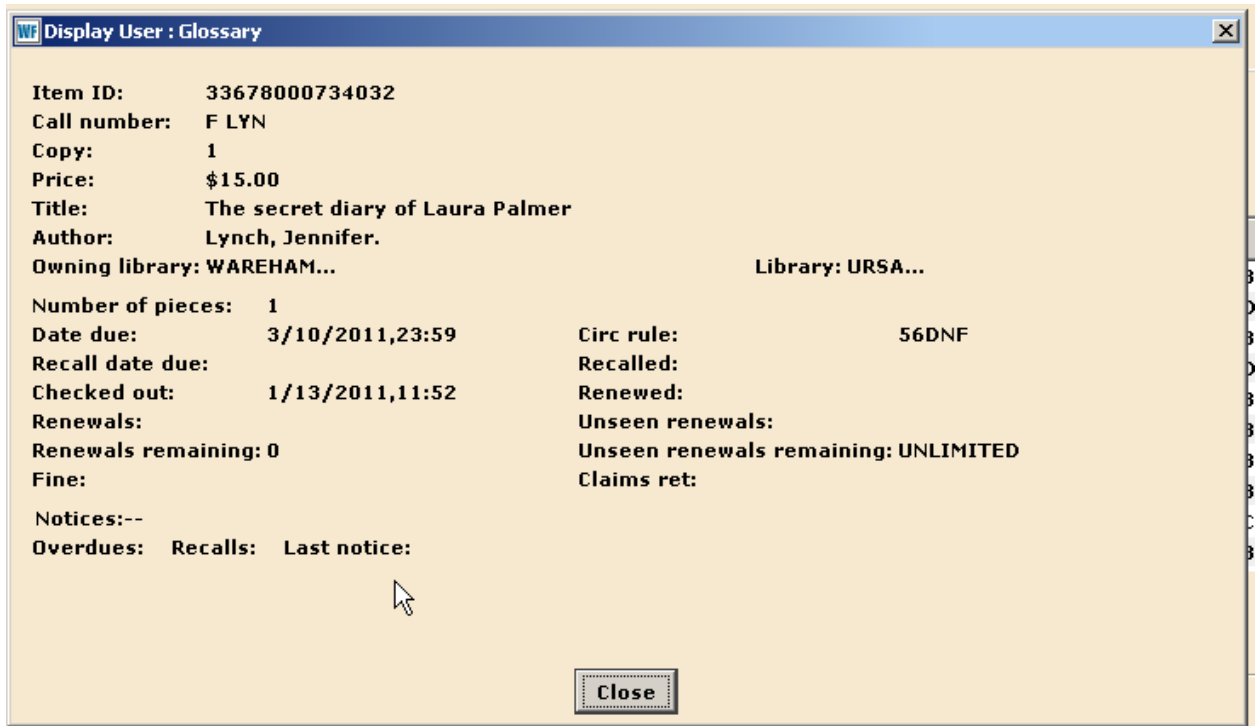 WF Display User : Glossary
Item ID: 33678000734032
Call number: F LYN
Copy: 1
Price: $15.00
Title: The secret diary of Laura Palmer
Author: Lynch, Jennifer.
Owning library: WAREHAM... Library: URSA...
Number of pieces: 1
Date due: 3/10/2011,23:59 Circ rule: 56DNF
Recall date due: Recalled:
Checked out: 1/13/2011,11:52 Renewed:
Renewals: Unseen renewals:
Renewals remaining: 0 Unseen renewals remaining: UNLIMITED
Fine: Claims ret:
Notices:--
Overdues: Recalls: Last notice:
Close